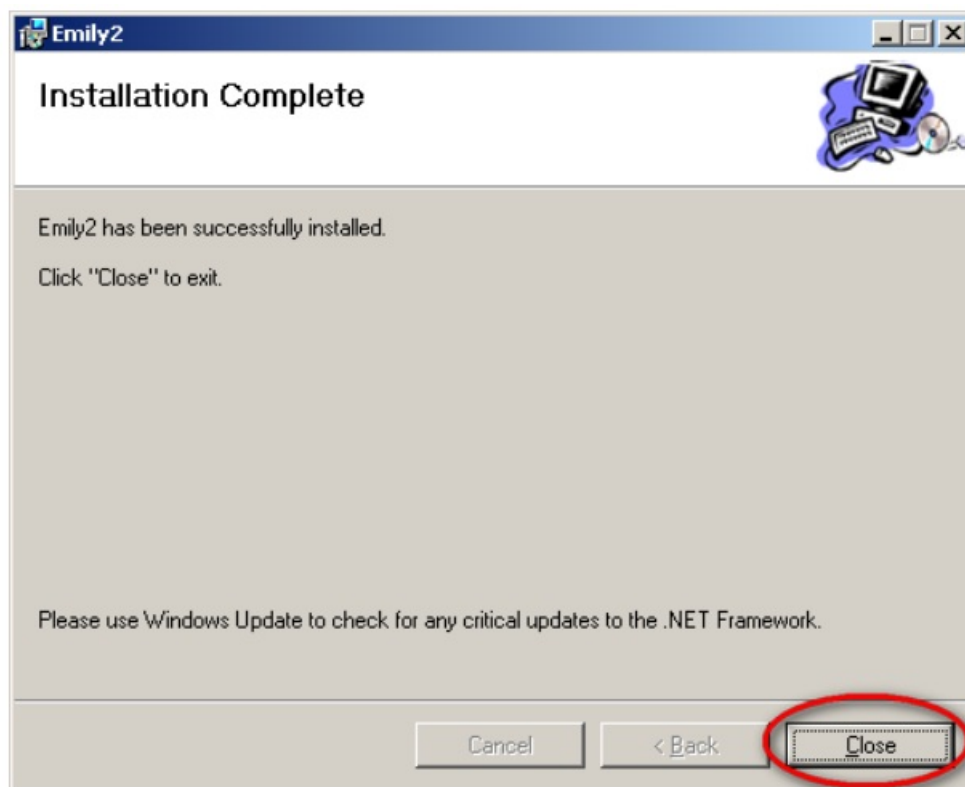 Emily2
Installation Complete
Emily2 has been successfully installed.
Click "Close" to exit.
Please use Windows Update to check for any critical updates to the .NET Framework.
Cancel < Back Close